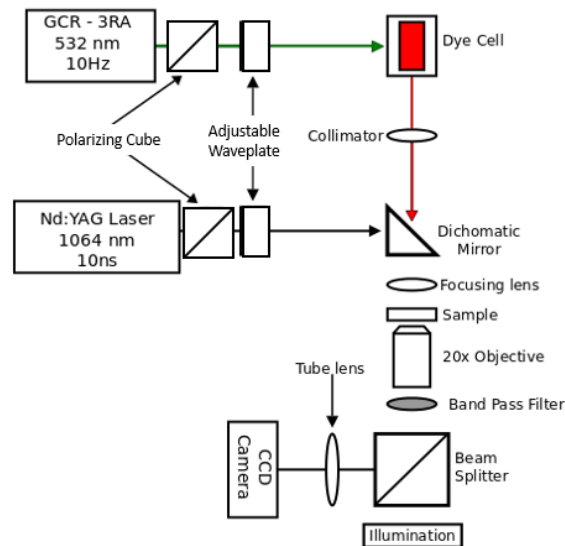 GCR - 3RA
532 nm
10Hz
Dye Cell
Polarizing Cube
Adjustable
Waveplate
Collimator
Nd:YAG Laser
1064 nm
10ns
Dichomatic
Mirror
Focusing lens
Sample
20x Objective
Tube lens
Band Pass Filter
CCD
Camera
Beam
Splitter
Illumination